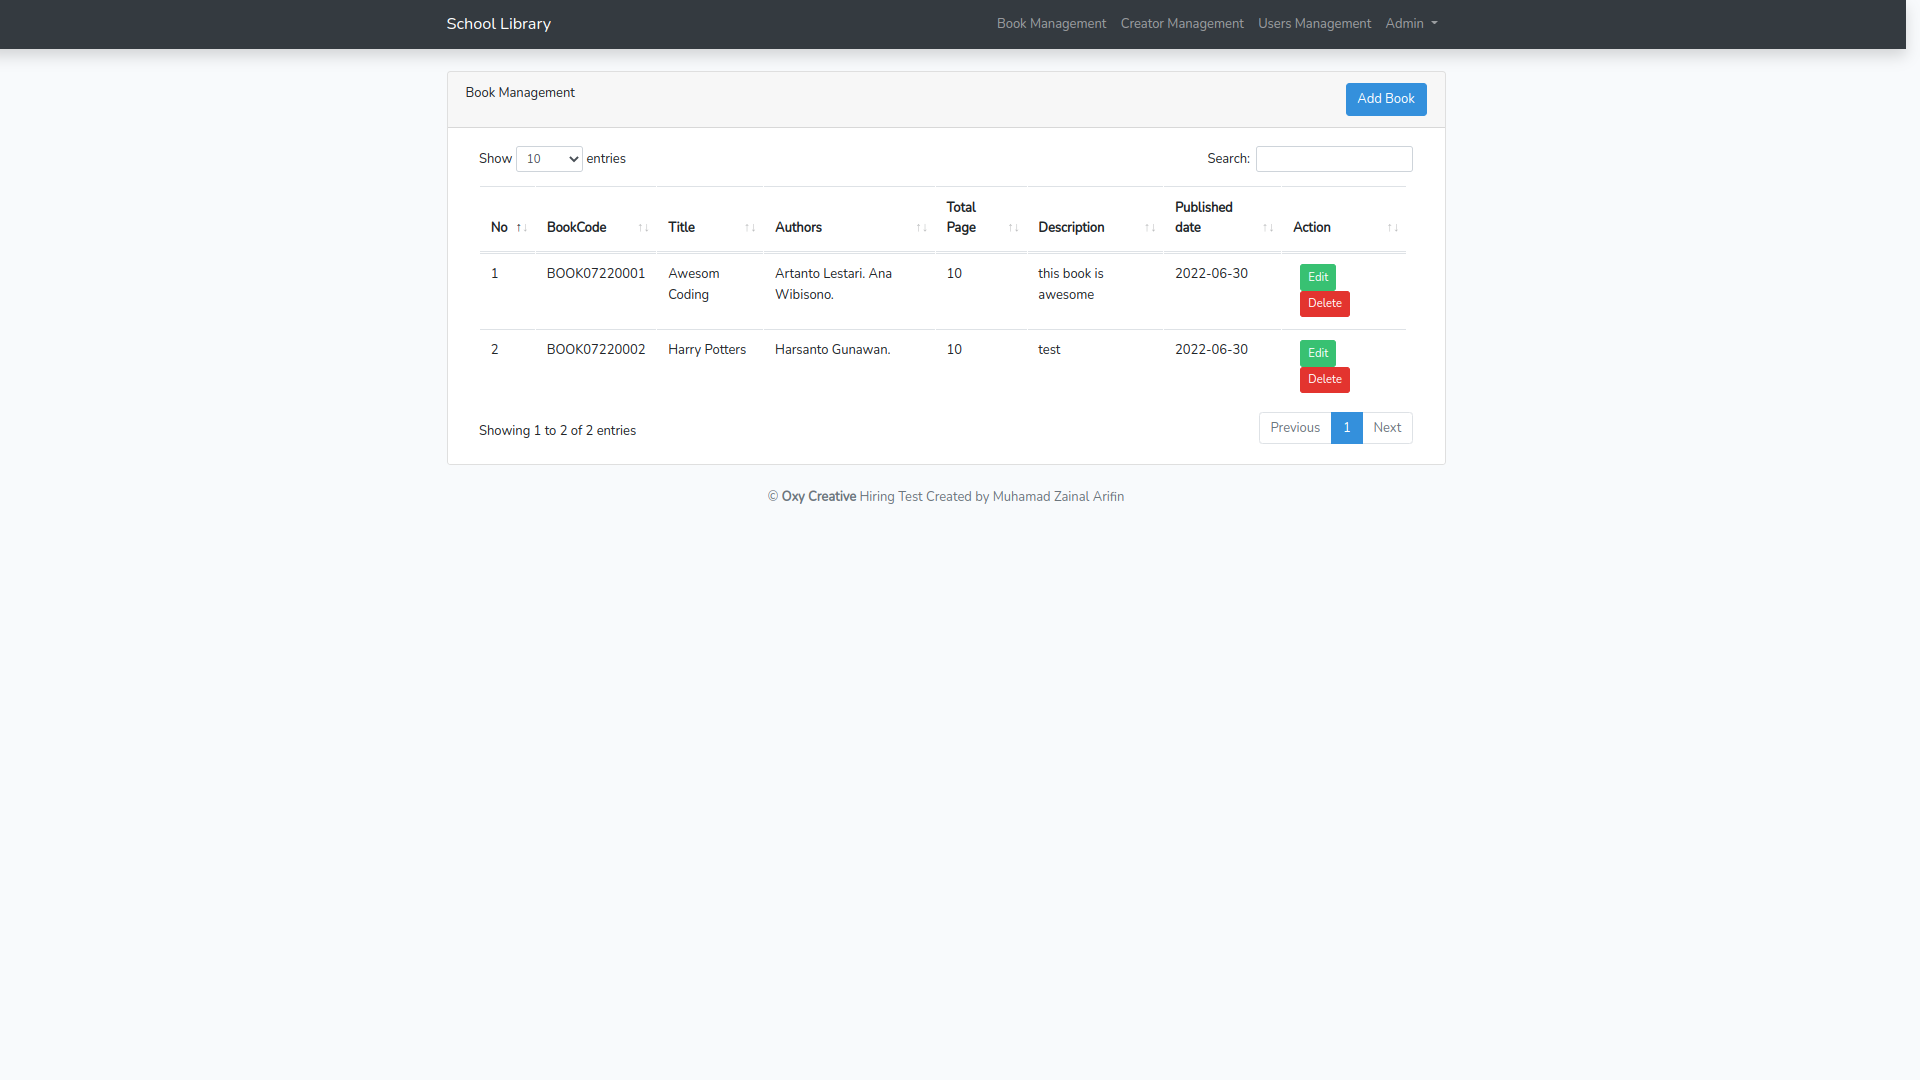 School Library Book Management Creator Management Users Management Admin
Book Management Add Book
Show 10 entries Search:
No BookCode Title Authors Total Page Description Published date Action
1 BOOK07220001 Awesom Coding Artanto Lestari. Ana Wibisono. 10 this book is awesome 2022-06-30 Edit Delete
2 BOOK07220002 Harry Potters Harsanto Gunawan. 10 test 2022-06-30 Edit Delete
Showing 1 to 2 of 2 entries Previous 1 Next
© Oxy Creative Hiring Test Created by Muhamad Zainal Arifin